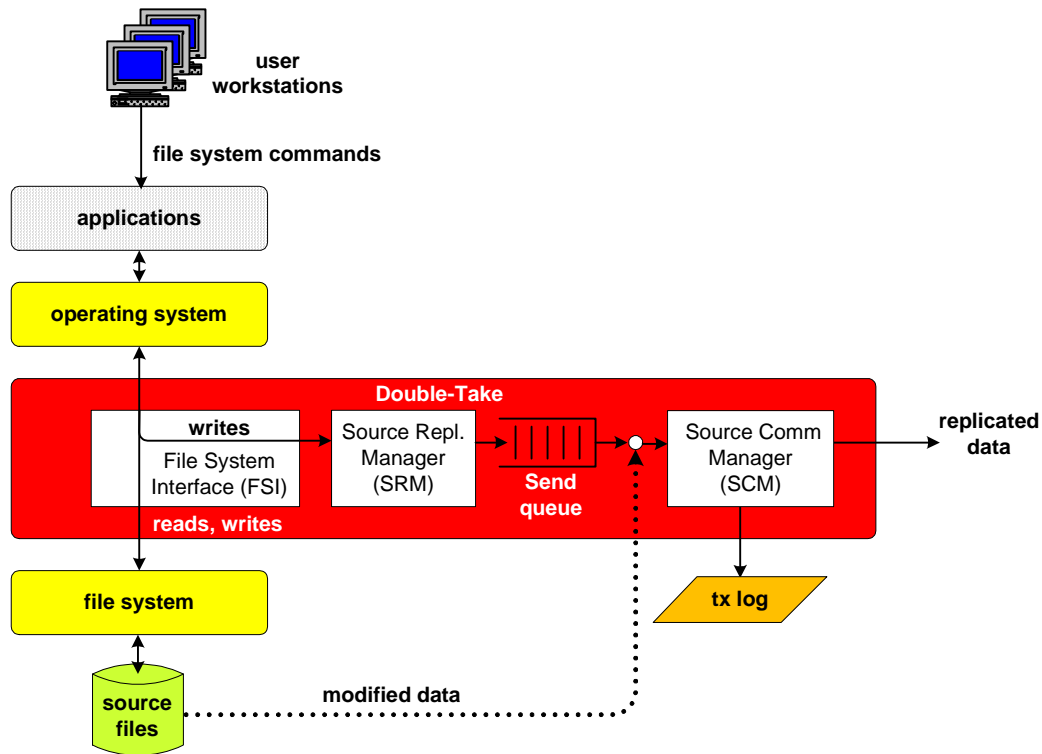 user
workstations
file system commands
applications
operating system
Double-Take
writes
File System
Interface (FSI)
reads, writes
Source Repl.
Manager
(SRM)
Send
queue
Source Comm
Manager
(SCM)
replicated
data
file system
tx log
source
files
modified data